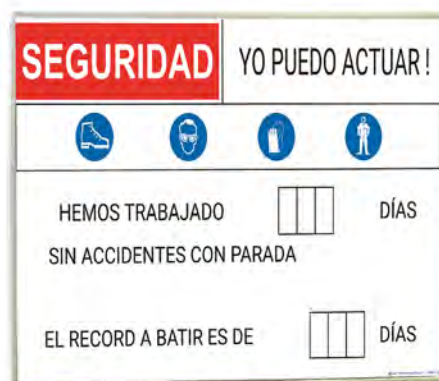 SEGURIDAD YO PUEDO ACTUAR !
HEMOS TRABAJADO DÍAS
SIN ACCIDENTES CON PARADA
EL RECORD A BATIR ES DE DÍAS